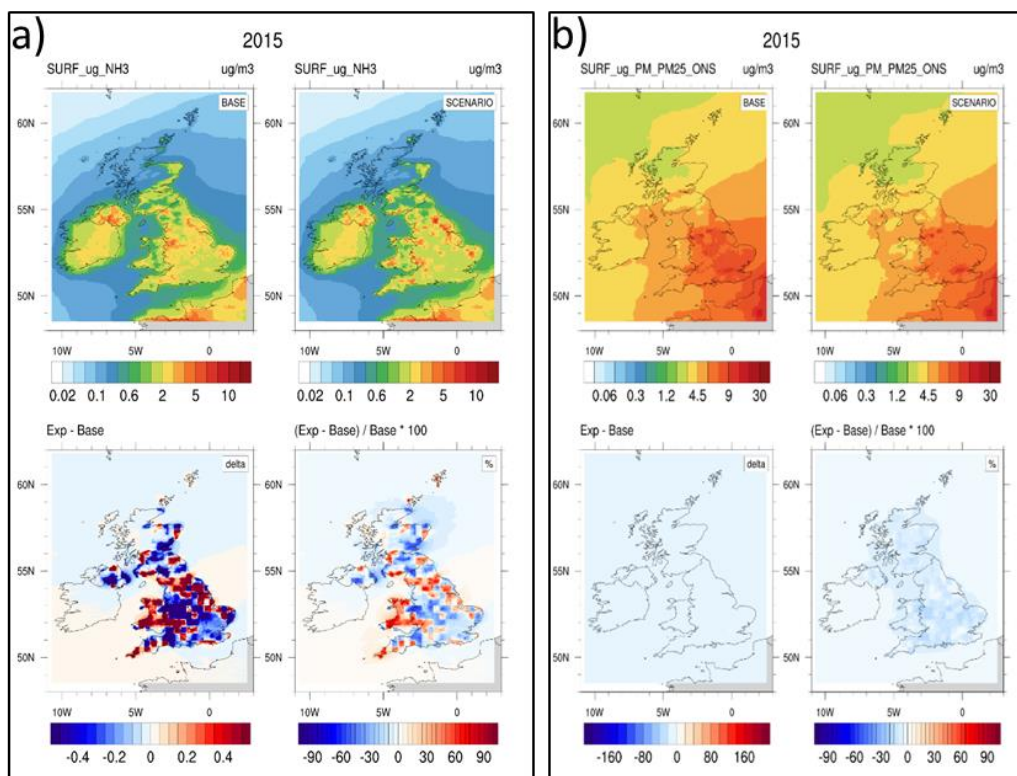 a)
2015
SURF_ug_NH3 ug/m3
SURF_ug_NH3 ug/m3
BASE
SCENARIO
60N
55N
50N
60N
55N
50N
10W 5W 0
10W 5W 0
0.02 0.1 0.6 2 5 10
0.02 0.1 0.6 2 5 10
Exp - Base
(Exp - Base) / Base * 100
delta
%
60N
55N
50N
60N
55N
50N
10W 5W 0
10W 5W 0
-0.4 -0.2 0 0.2 0.4
-90 -60 -30 0 30 60 90
b)
2015
SURF_ug_PM_PM25_ONS ug/m3
SURF_ug_PM_PM25_ONS ug/m3
BASE
SCENARIO
60N
55N
50N
60N
55N
50N
10W 5W 0
10W 5W 0
0.06 0.3 1.2 4.5 9 30
0.06 0.3 1.2 4.5 9 30
Exp - Base
(Exp - Base) / Base * 100
delta
%
60N
55N
50N
60N
55N
50N
10W 5W 0
10W 5W 0
-160 -80 0 80 160
-90 -60 -30 0 30 60 90